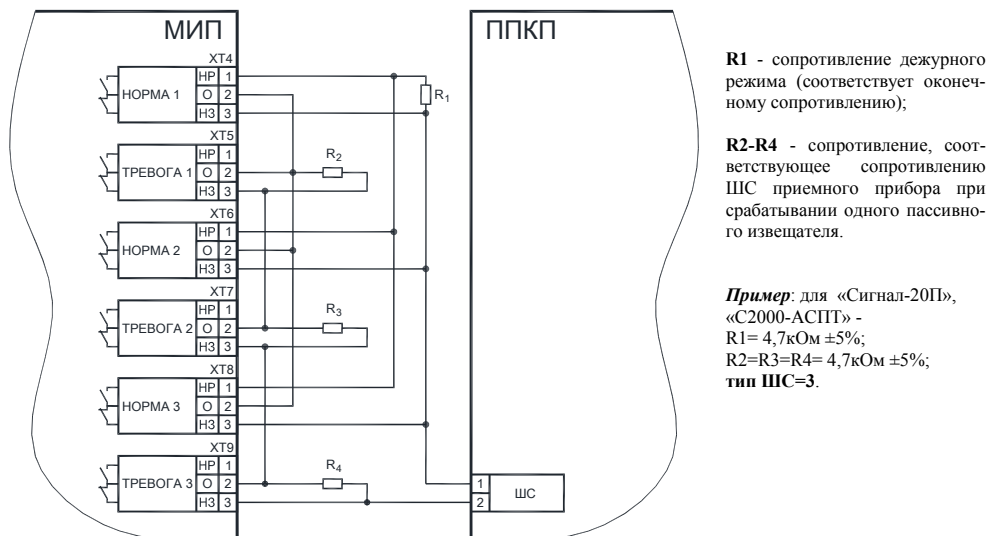 МИП
ППКП
XT4
НОРМА 1
НР 1
О 2
НЗ 3
R1
XT5
ТРЕВОГА 1
НР 1
О 2
НЗ 3
R2
XT6
НОРМА 2
НР 1
О 2
НЗ 3
XT7
ТРЕВОГА 2
НР 1
О 2
НЗ 3
R3
XT8
НОРМА 3
НР 1
О 2
НЗ 3
XT9
ТРЕВОГА 3
НР 1
О 2
НЗ 3
R4
1
2
ШС
R1 - сопротивление дежурного
режима (соответствует оконеч-
ному сопротивлению);
R2-R4 - сопротивление, соот-
ветствующее сопротивлению
ШС приемного прибора при
срабатывании одного пассивно-
го извещателя.
Пример: для «Сигнал-20П»,
«С2000-АСПТ» -
R1= 4,7кОм ±5%;
R2=R3=R4= 4,7кОм ±5%;
тип ШС=3.